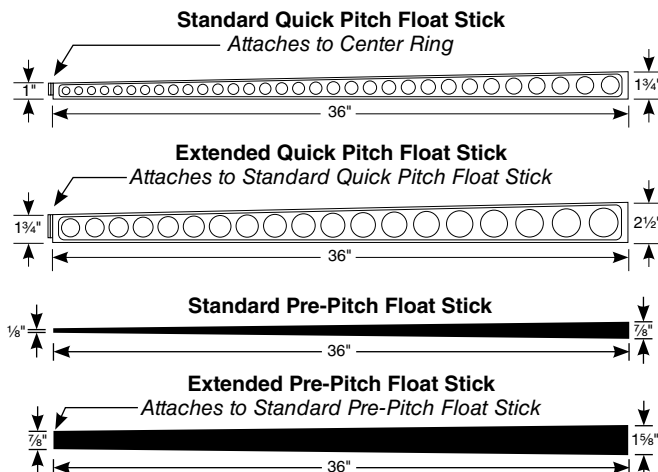 Standard Quick Pitch Float Stick
Attaches to Center Ring
1"
1¾"
36"
Extended Quick Pitch Float Stick
Attaches to Standard Quick Pitch Float Stick
1¾"
2½"
36"
Standard Pre-Pitch Float Stick
⅛"
⅞"
36"
Extended Pre-Pitch Float Stick
Attaches to Standard Pre-Pitch Float Stick
⅞"
1⅝"
36"